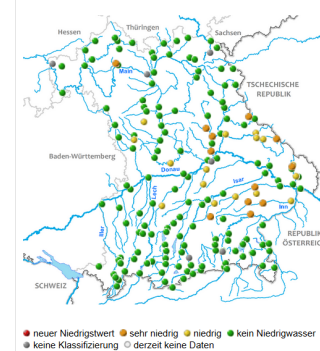 Thüringen
Hessen
Sachsen
Main
TSCHECHISCHE
REPUBLIK
Baden-Württemberg
Donau
Isar
Lech
Inn
Iller
REPUBLIK
ÖSTERREIC
SCHWEIZ
neuer Niedrigstwert sehr niedrig niedrig kein Niedrigwasser
keine Klassifizierung derzeit keine Daten